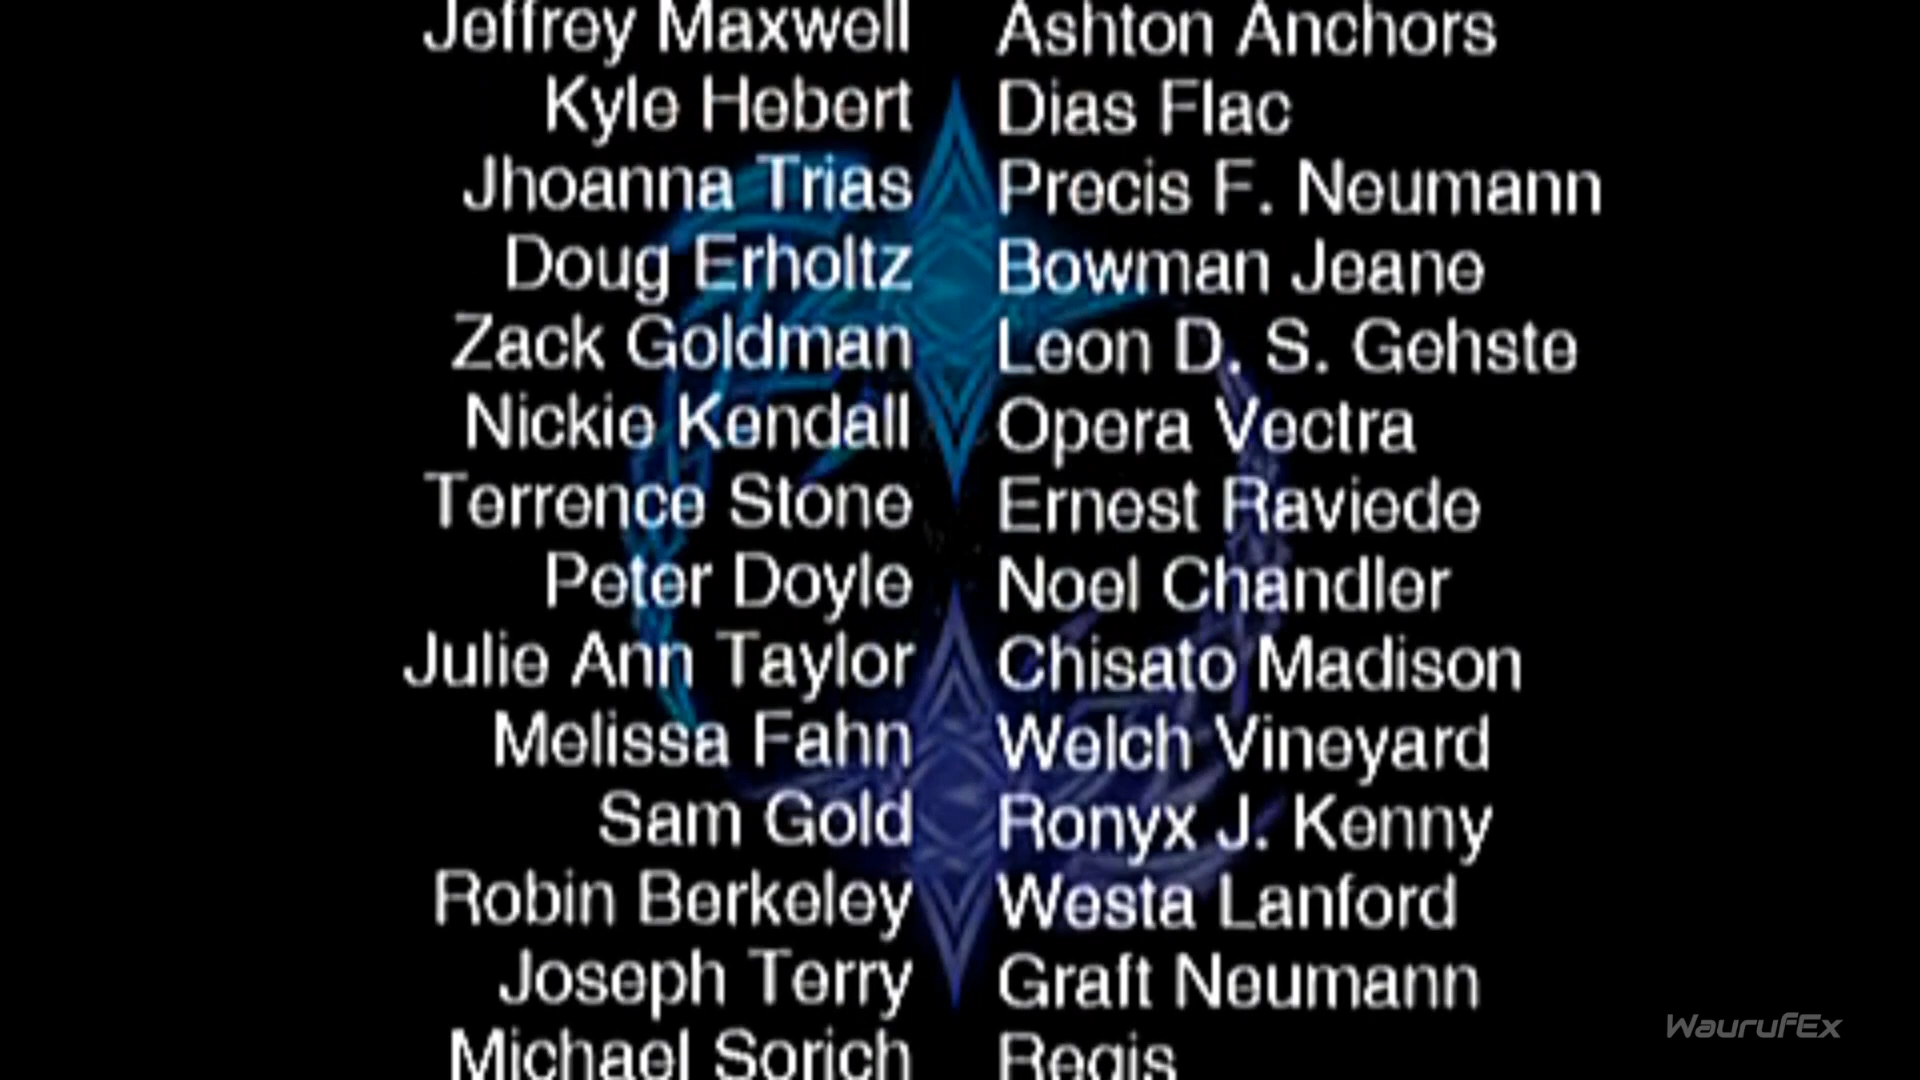 Jeffrey Maxwell Ashton Anchors
Kyle Hebert Dias Flac
Jhoanna Trias Precis F. Neumann
Doug Erholtz Bowman Jeane
Zack Goldman Leon D. S. Gehste
Nickie Kendall Opera Vectra
Terrence Stone Ernest Raviede
Peter Doyle Noel Chandler
Julie Ann Taylor Chisato Madison
Melissa Fahn Welch Vineyard
Sam Gold Ronyx J. Kenny
Robin Berkeley Westa Lanford
Joseph Terry Graft Neumann
Michael Sorich Regis
WaurufEx